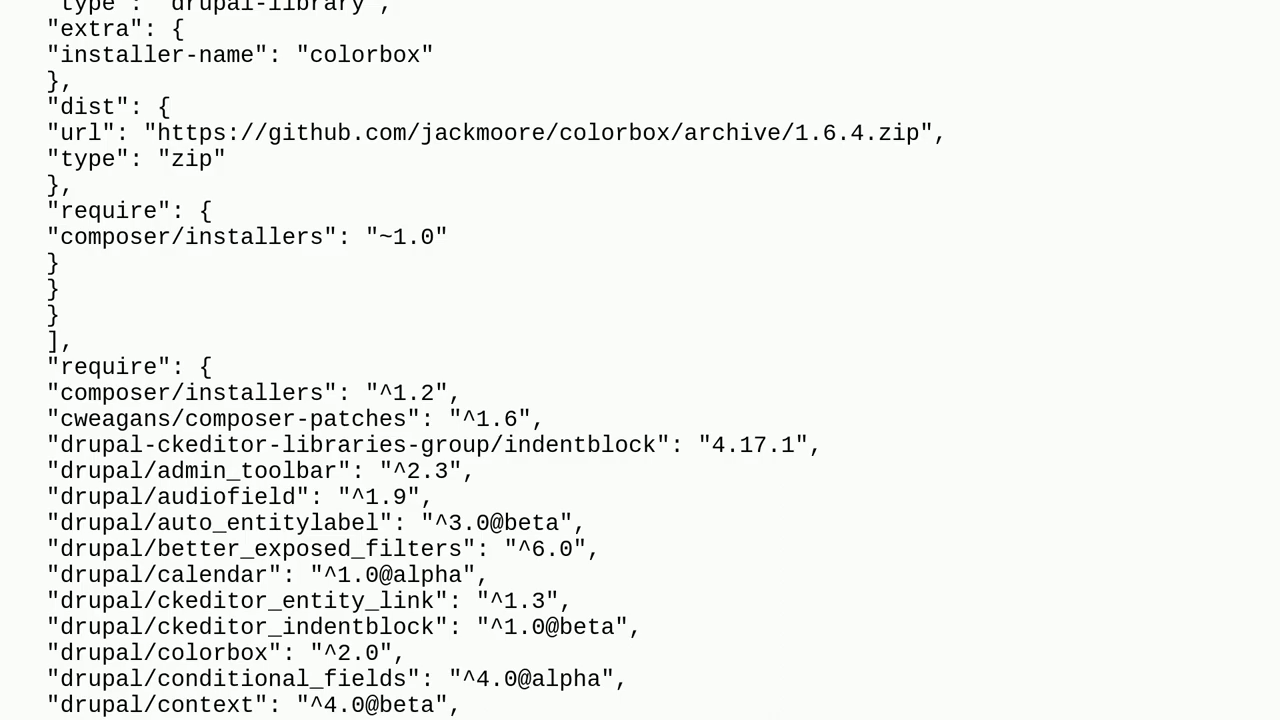 "type": "drupal-library",
"extra": {
"installer-name": "colorbox"
},
"dist": {
"url": "https://github.com/jackmoore/colorbox/archive/1.6.4.zip",
"type": "zip"
},
"require": {
"composer/installers": "~1.0"
}
}
}
],
"require": {
"composer/installers": "^1.2",
"cweagans/composer-patches": "^1.6",
"drupal-ckeditor-libraries-group/indentblock": "4.17.1",
"drupal/admin_toolbar": "^2.3",
"drupal/audiofield": "^1.9",
"drupal/auto_entitylabel": "^3.0@beta",
"drupal/better_exposed_filters": "^6.0",
"drupal/calendar": "^1.0@alpha",
"drupal/ckeditor_entity_link": "^1.3",
"drupal/ckeditor_indentblock": "^1.0@beta",
"drupal/colorbox": "^2.0",
"drupal/conditional_fields": "^4.0@alpha",
"drupal/context": "^4.0@beta",